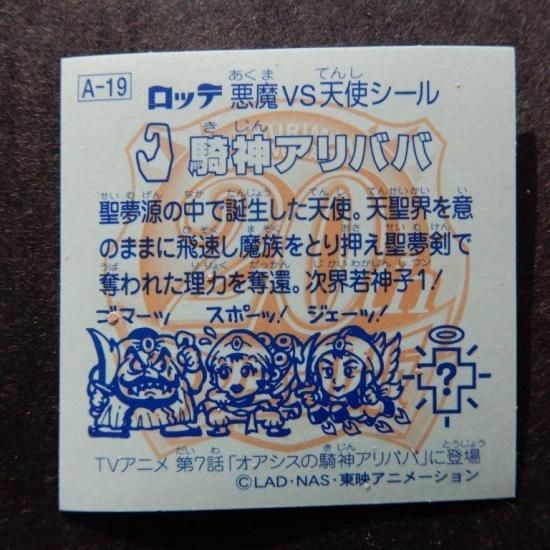 A-19
ロッテ 悪魔VS天使シール
騎神アリババ
聖夢源の中で誕生した天使。天聖界を意
のままに飛速し魔族をとり押え聖夢剣で
奪われた理力を奪還。次界若神子1!
ゴマーッ スポーッ! ジェーッ!
?
TVアニメ 第7話「オアシスの騎神アリババ」に登場
©LAD・NAS・東映アニメーション